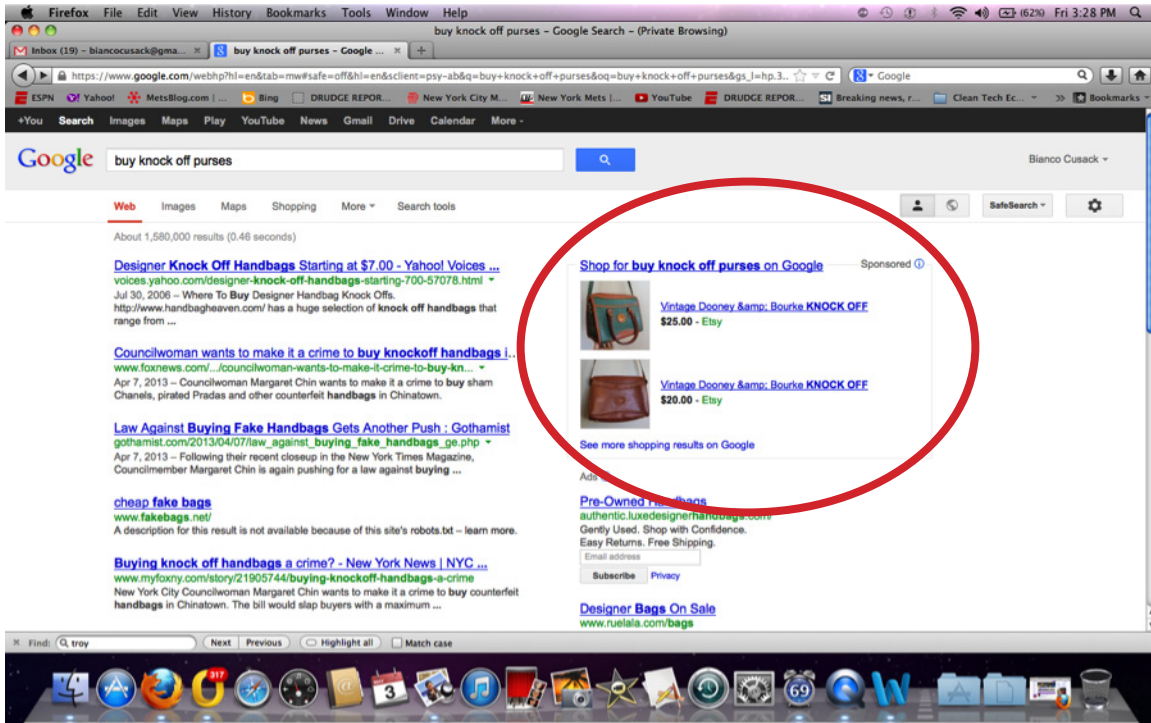 Firefox File Edit View History Bookmarks Tools Window Help (62%) Fri 3:28 PM
buy knock off purses – Google Search – (Private Browsing)
Inbox (19) – biancocusack@gma... × buy knock off purses – Google ... × +
https://www.google.com/webhp?hl=en&tab=mw#safe=off&hl=en&sclient=psy-ab&q=buy+knock+off+purses&oq=buy+knock+off+purses&gs_l=hp.3.. Google
ESPN Yahoo! MetsBlog.com | ... Bing DRUDGE REPOR... New York City M... New York Mets |... YouTube DRUDGE REPOR... Breaking news, r... Clean Tech Ec... » Bookmarks
+You Search Images Maps Play YouTube News Gmail Drive Calendar More -
Google buy knock off purses Bianco Cusack
Web Images Maps Shopping More Search tools SafeSearch
About 1,580,000 results (0.46 seconds)
Designer Knock Off Handbags Starting at $7.00 - Yahoo! Voices ...
voices.yahoo.com/designer-knock-off-handbags-starting-700-57078.html
Jul 30, 2006 – Where To Buy Designer Handbag Knock Offs.
http://www.handbagheaven.com/ has a huge selection of knock off handbags that
range from ...
Councilwoman wants to make it a crime to buy knockoff handbags i..
www.foxnews.com/.../councilwoman-wants-to-make-it-crime-to-buy-kn...
Apr 7, 2013 – Councilwoman Margaret Chin wants to make it a crime to buy sham
Chanels, pirated Pradas and other counterfeit handbags in Chinatown.
Law Against Buying Fake Handbags Gets Another Push : Gothamist
gothamist.com/2013/04/07/law_against_buying_fake_handbags_ge.php
Apr 7, 2013 – Following their recent closeup in the New York Times Magazine,
Councilmember Margaret Chin is again pushing for a law against buying ...
cheap fake bags
www.fakebags.net/
A description for this result is not available because of this site's robots.txt – learn more.
Buying knock off handbags a crime? - New York News | NYC ...
www.myfoxny.com/story/21905744/buying-knockoff-handbags-a-crime
New York City Councilwoman Margaret Chin wants to make it a crime to buy counterfeit
handbags in Chinatown. The bill would slap buyers with a maximum ...
Shop for buy knock off purses on Google Sponsored
Vintage Dooney &amp; Bourke KNOCK OFF
$25.00 - Etsy
Vintage Dooney &amp; Bourke KNOCK OFF
$20.00 - Etsy
See more shopping results on Google
Ads
Pre-Owned Handbags
authentic.luxedesignerhandbags.com/
Gently Used. Shop with Confidence.
Easy Returns. Free Shipping.
Email address
Subscribe Privacy
Designer Bags On Sale
www.ruelala.com/bags
× Find: troy Next Previous Highlight all Match case
317
3
69